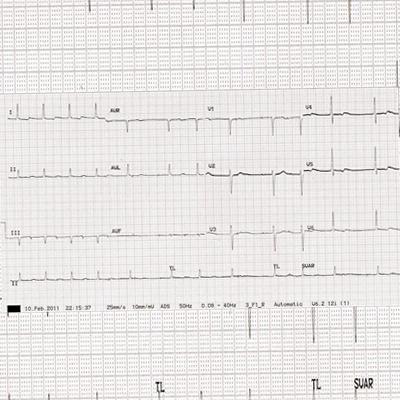 I AVR V1 V4
II AVL V2 V5
III AVF V3 V6
TL TL SVAR
II
10.Feb.2011 22:15:37 25mm/s 10mm/mV ADS 50Hz 0.08 - 40Hz 3_F1_R Automatic V6.2 12i (1)
TL TL SVAR